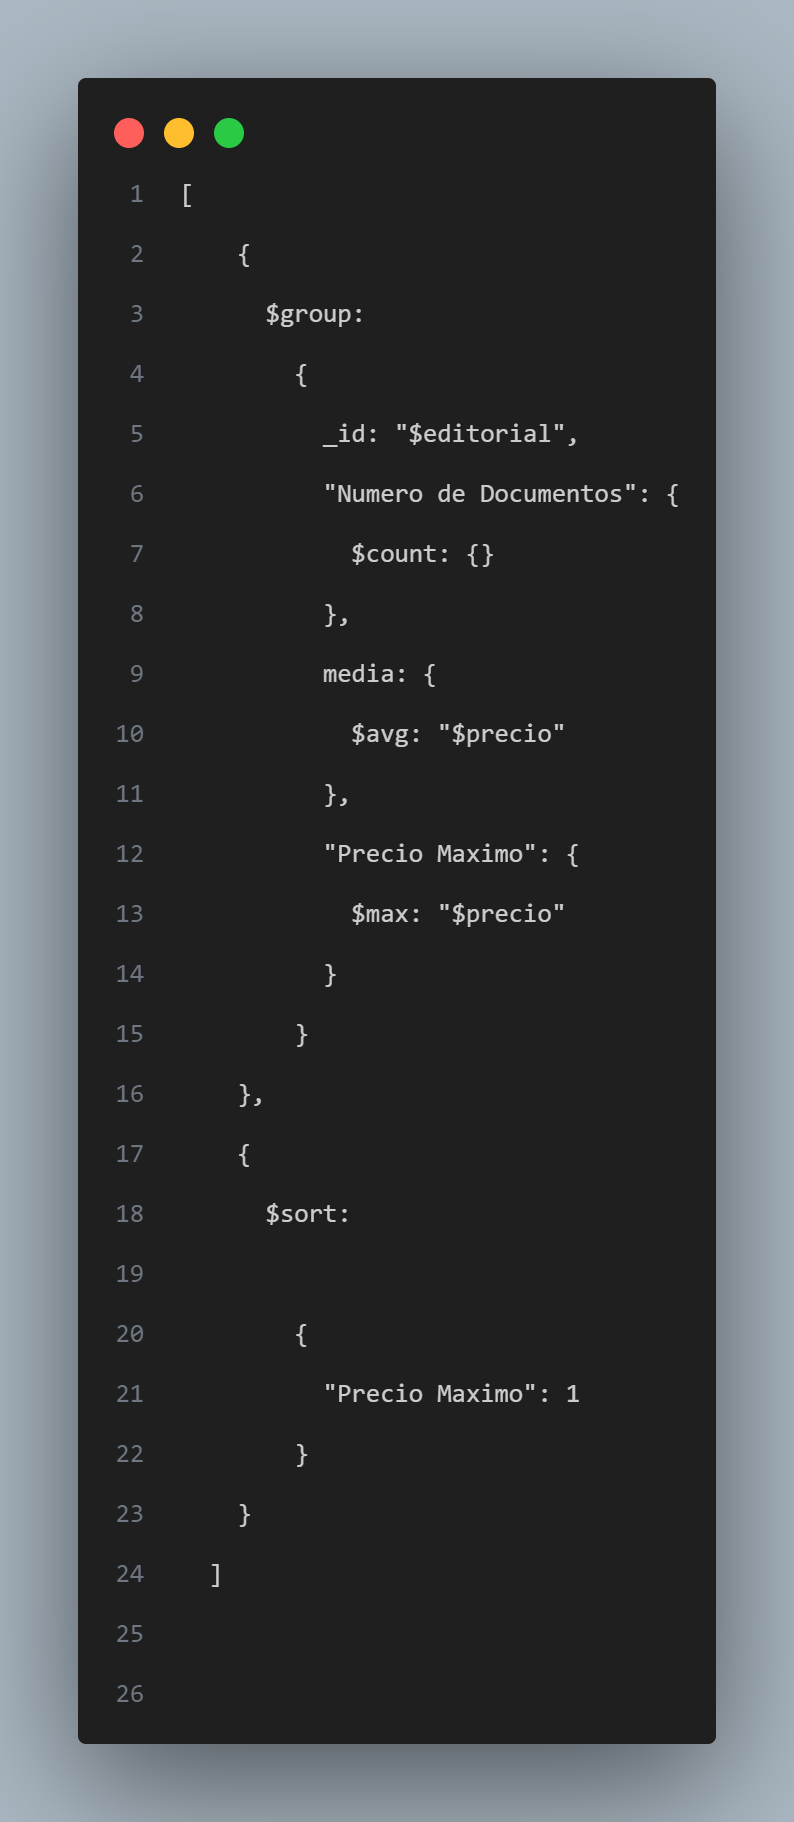 1 [
2     {
3       $group:
4         {
5           _id: "$editorial",
6           "Numero de Documentos": {
7             $count: {}
8           },
9           media: {
10             $avg: "$precio"
11           },
12           "Precio Maximo": {
13             $max: "$precio"
14           }
15         }
16     },
17     {
18       $sort:
19
20         {
21           "Precio Maximo": 1
22         }
23     }
24   ]
25
26